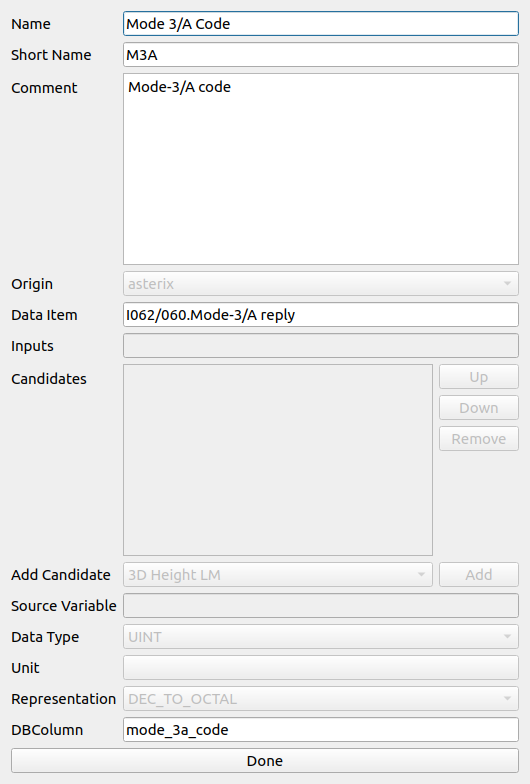 Name Mode 3/A Code
Short Name M3A
Comment Mode-3/A code
Origin asterix
Data Item I062/060.Mode-3/A reply
Inputs
Candidates Up
Down
Remove
Add Candidate 3D Height LM Add
Source Variable
Data Type UINT
Unit
Representation DEC_TO_OCTAL
DBColumn mode_3a_code
Done